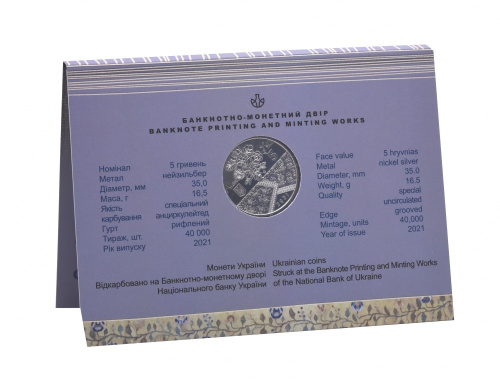 БАНКНОТНО-МОНЕТНИЙ ДВІР
BANKNOTE PRINTING AND MINTING WORKS
Номінал 5 гривень
Метал нейзильбер
Діаметр, мм 35,0
Маса, г 16,5
Якість спеціальний
карбування анциркулейтед
Гурт рифлений
Тираж, шт. 40 000
Рік випуску 2021
Face value 5 hryvnias
Metal nickel silver
Diameter, mm 35,0
Weight, g 16,5
Quality special
uncirculated
Edge grooved
Mintage, units 40,000
Year of issue 2021
Монети України
Відкарбовано на Банкнотно-монетному дворі
Національного банку України
Ukrainian coins
Struck at the Banknote Printing and Minting Works
of the National Bank of Ukraine